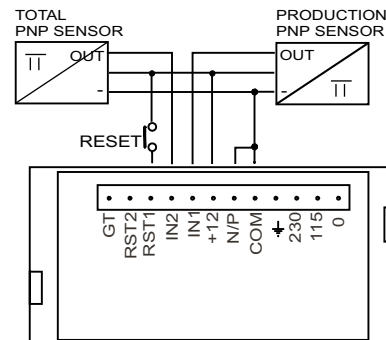 TOTAL
PNP SENSOR
PRODUCTION
PNP SENSOR
OUT
OUT
-
-
RESET
GT
RST2
RST1
IN2
IN1
+12
N/P
COM
230
115
0